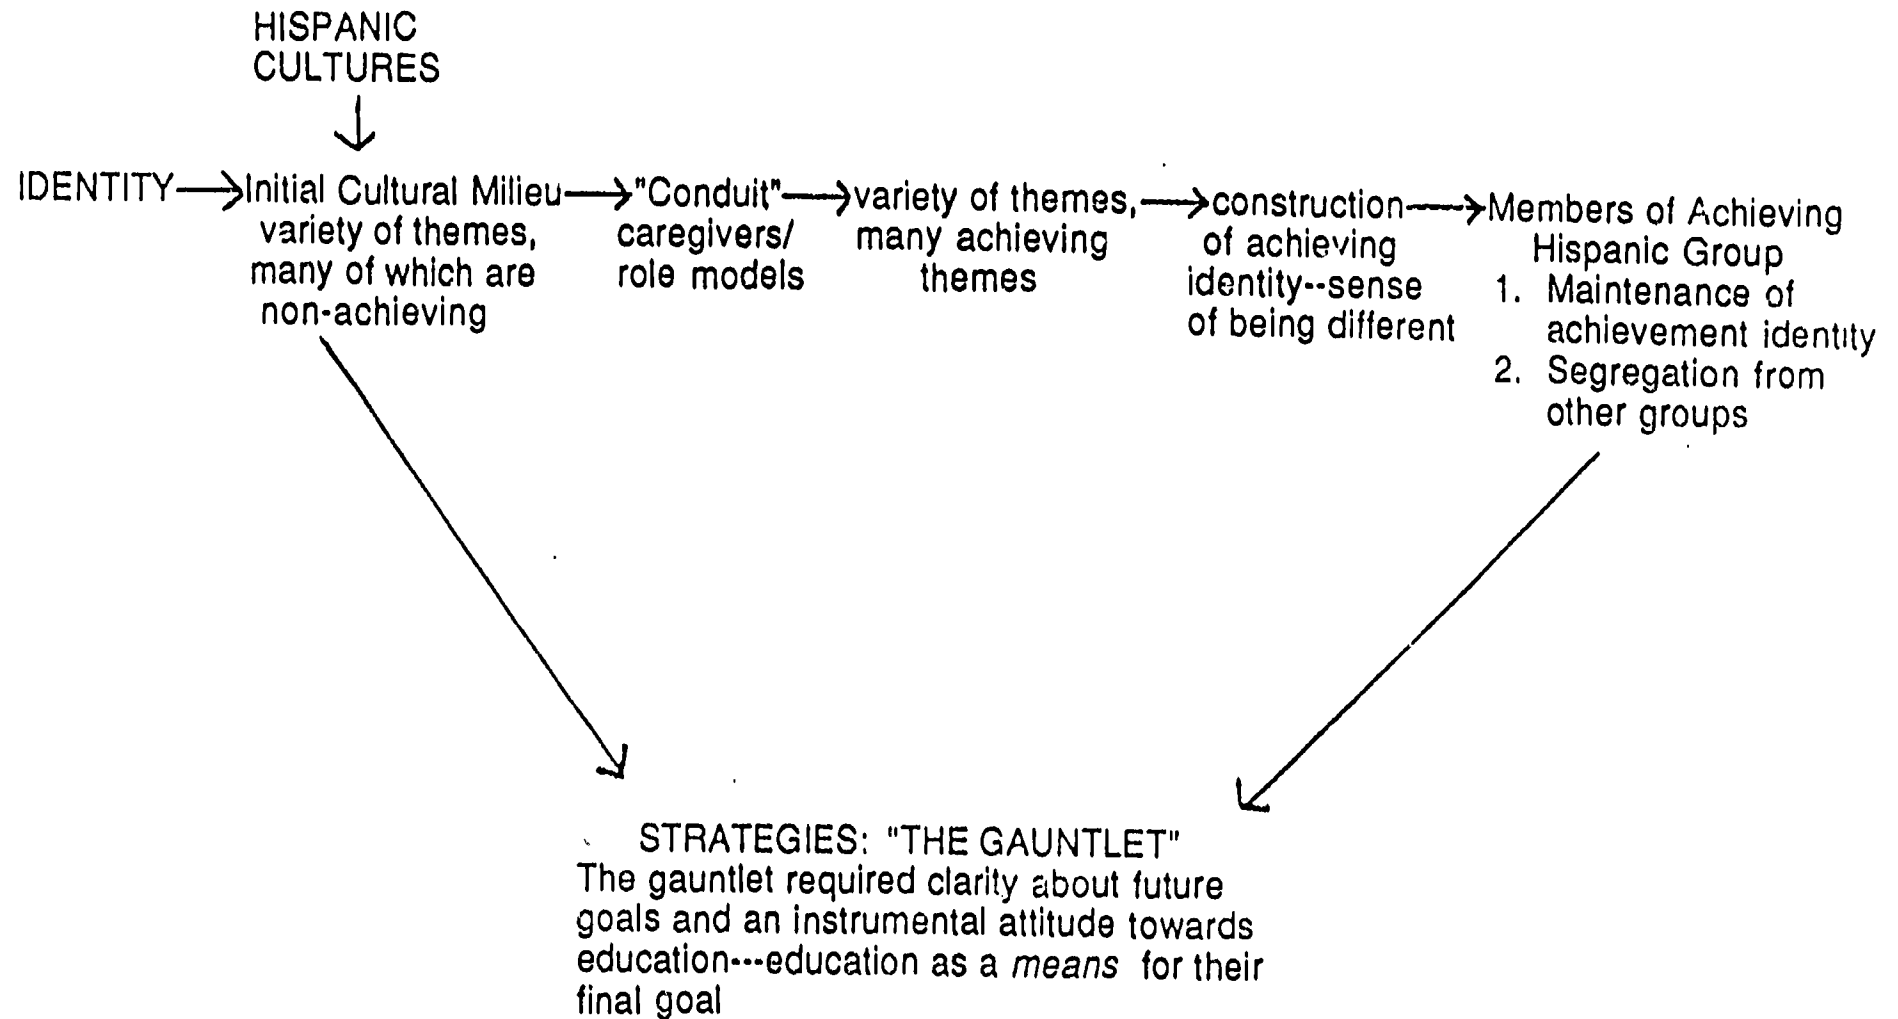 HISPANIC
CULTURES
IDENTITY
Initial Cultural Milieu
variety of themes,
many of which are
non-achieving
"Conduit"
caregivers/
role models
variety of themes,
many achieving
themes
construction
of achieving
identity--sense
of being different
Members of Achieving
Hispanic Group
1. Maintenance of
achievement identity
2. Segregation from
other groups
STRATEGIES: "THE GAUNTLET"
The gauntlet required clarity about future
goals and an instrumental attitude towards
education---education as a means for their
final goal